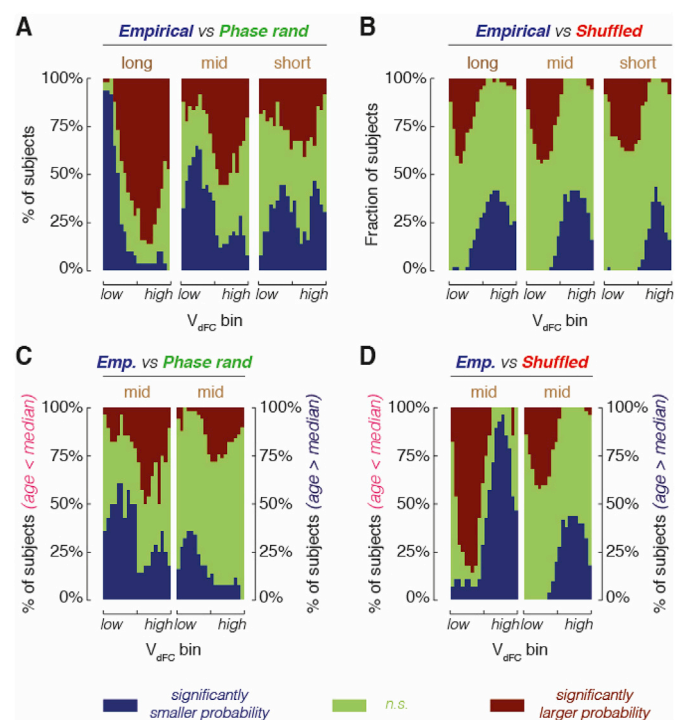 A
Empirical vs Phase rand
long mid short
100%
75%
50%
25%
0%
% of subjects
low high low high low high
VdFC bin
B
Empirical vs Shuffled
long mid short
100%
75%
50%
25%
0%
Fraction of subjects
low high low high low high
VdFC bin
C
Emp. vs Phase rand
mid mid
100%
75%
50%
25%
0%
% of subjects (age < median)
100%
75%
50%
25%
0%
% of subjects (age > median)
low high low high
VdFC bin
D
Emp. vs Shuffled
mid mid
100%
75%
50%
25%
0%
% of subjects (age < median)
100%
75%
50%
25%
0%
% of subjects (age > median)
low high low high
VdFC bin
significantly
smaller probability
n.s.
significantly
larger probability